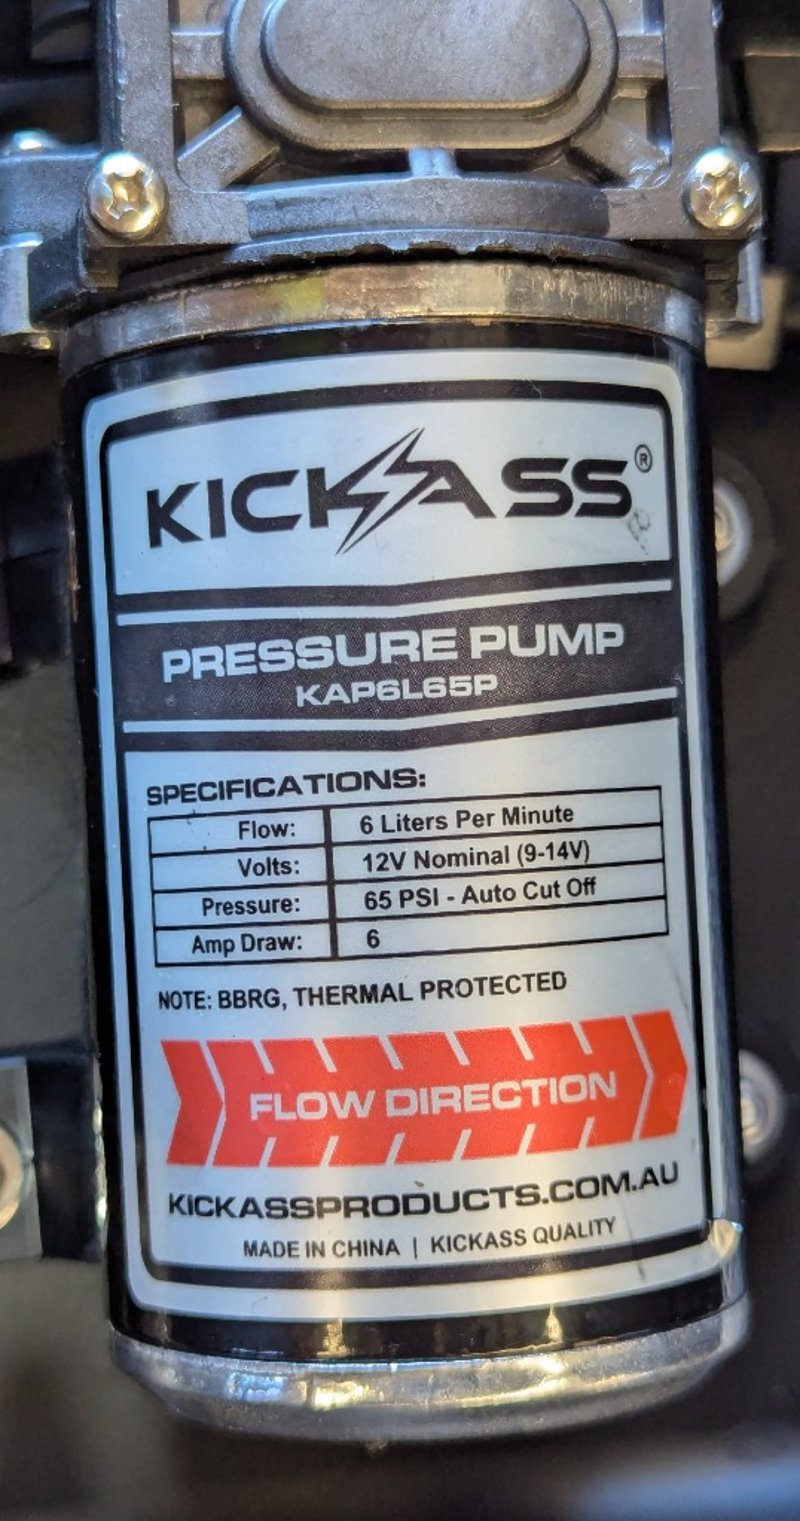 KICKASS®
PRESSURE PUMP
KAP6L65P
SPECIFICATIONS:
Flow: 6 Liters Per Minute
Volts: 12V Nominal (9-14V)
Pressure: 65 PSI - Auto Cut Off
Amp Draw: 6
NOTE: BBRG, THERMAL PROTECTED
FLOW DIRECTION
KICKASSPRODUCTS.COM.AU
MADE IN CHINA | KICKASS QUALITY